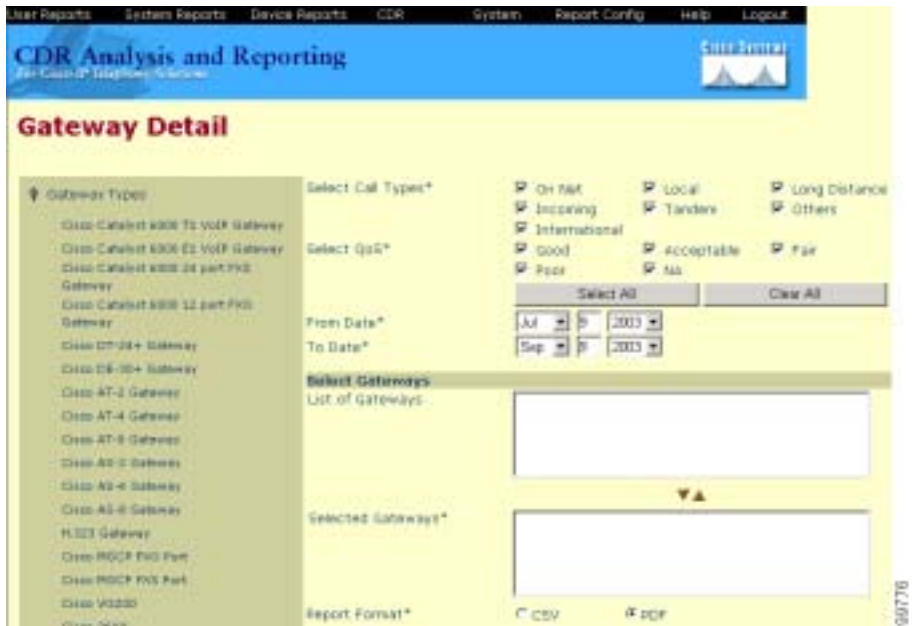 User Reports System Reports Device Reports CDR System Report Config Help Logout
CDR Analysis and Reporting
For Cisco IP Telephony Solutions
Cisco Systems
Gateway Detail
Gateway Types
Cisco Catalyst 6000 T1 VoIP Gateway
Cisco Catalyst 6000 E1 VoIP Gateway
Cisco Catalyst 6000 24 port FXS
Gateway
Cisco Catalyst 6000 12 port FXS
Gateway
Cisco DT-24+ Gateway
Cisco DE-30+ Gateway
Cisco AT-2 Gateway
Cisco AT-4 Gateway
Cisco AT-8 Gateway
Cisco AS-2 Gateway
Cisco AS-4 Gateway
Cisco AS-8 Gateway
H.323 Gateway
Cisco MGCP FXO Port
Cisco MGCP FXS Port
Cisco VG200
Select Call Types*
On Net Local Long Distance
Incoming Tandem Others
International
Select QoS*
Good Acceptable Fair
Poor NA
Select All Clear All
From Date* Jul 9 2003
To Date* Sep 2003
Select Gateways
List of Gateways
Selected Gateways*
Report Format* CSV PDF
99776